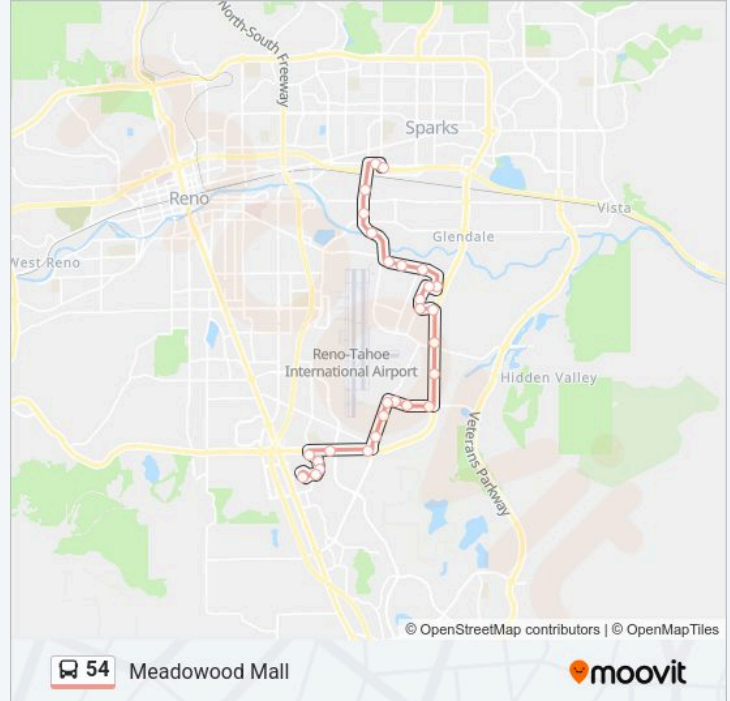 North-South Freeway
Sparks
Reno
Vista
Glendale
West Reno
Reno-Tahoe
International Airport
Hidden Valley
Veterans Parkway
© OpenStreetMap contributors | © OpenMapTiles
54 Meadowood Mall
moovit